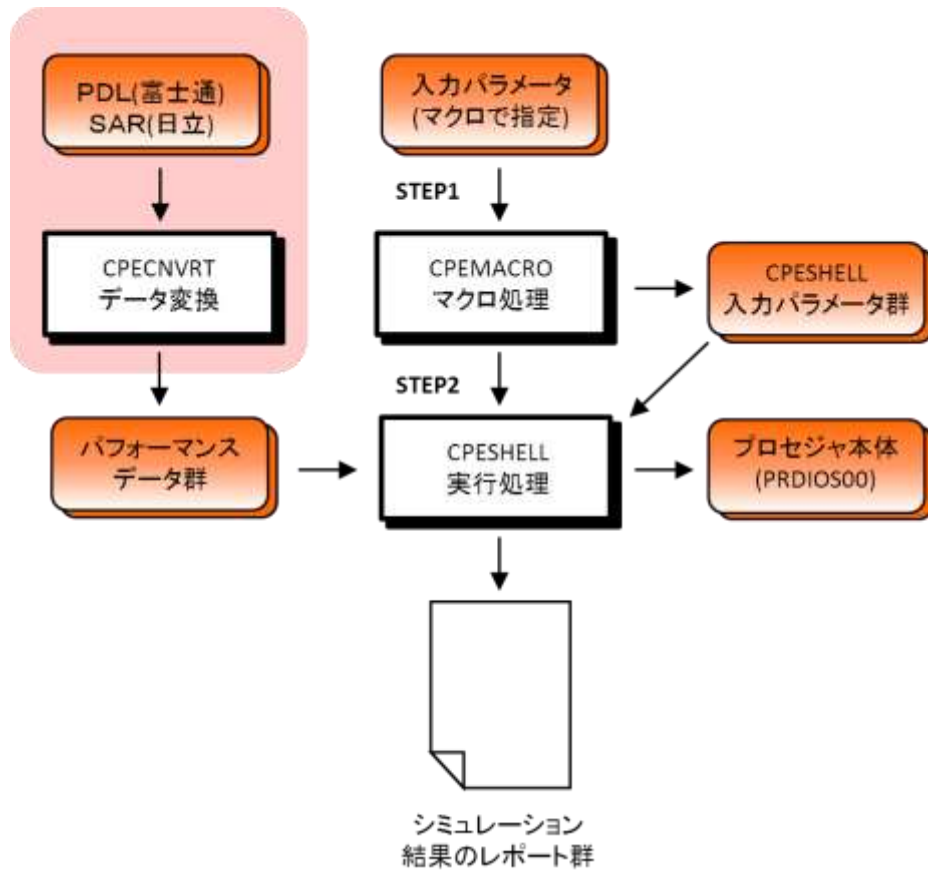 PDL(富士通)
SAR(日立)
入力パラメータ
(マクロで指定)
STEP1
CPECNVRT
データ変換
CPEMACRO
マクロ処理
CPESHELL
入力パラメータ群
STEP2
パフォーマンス
データ群
CPESHELL
実行処理
プロセジャ本体
(PRDIOS00)
シミュレーション
結果のレポート群